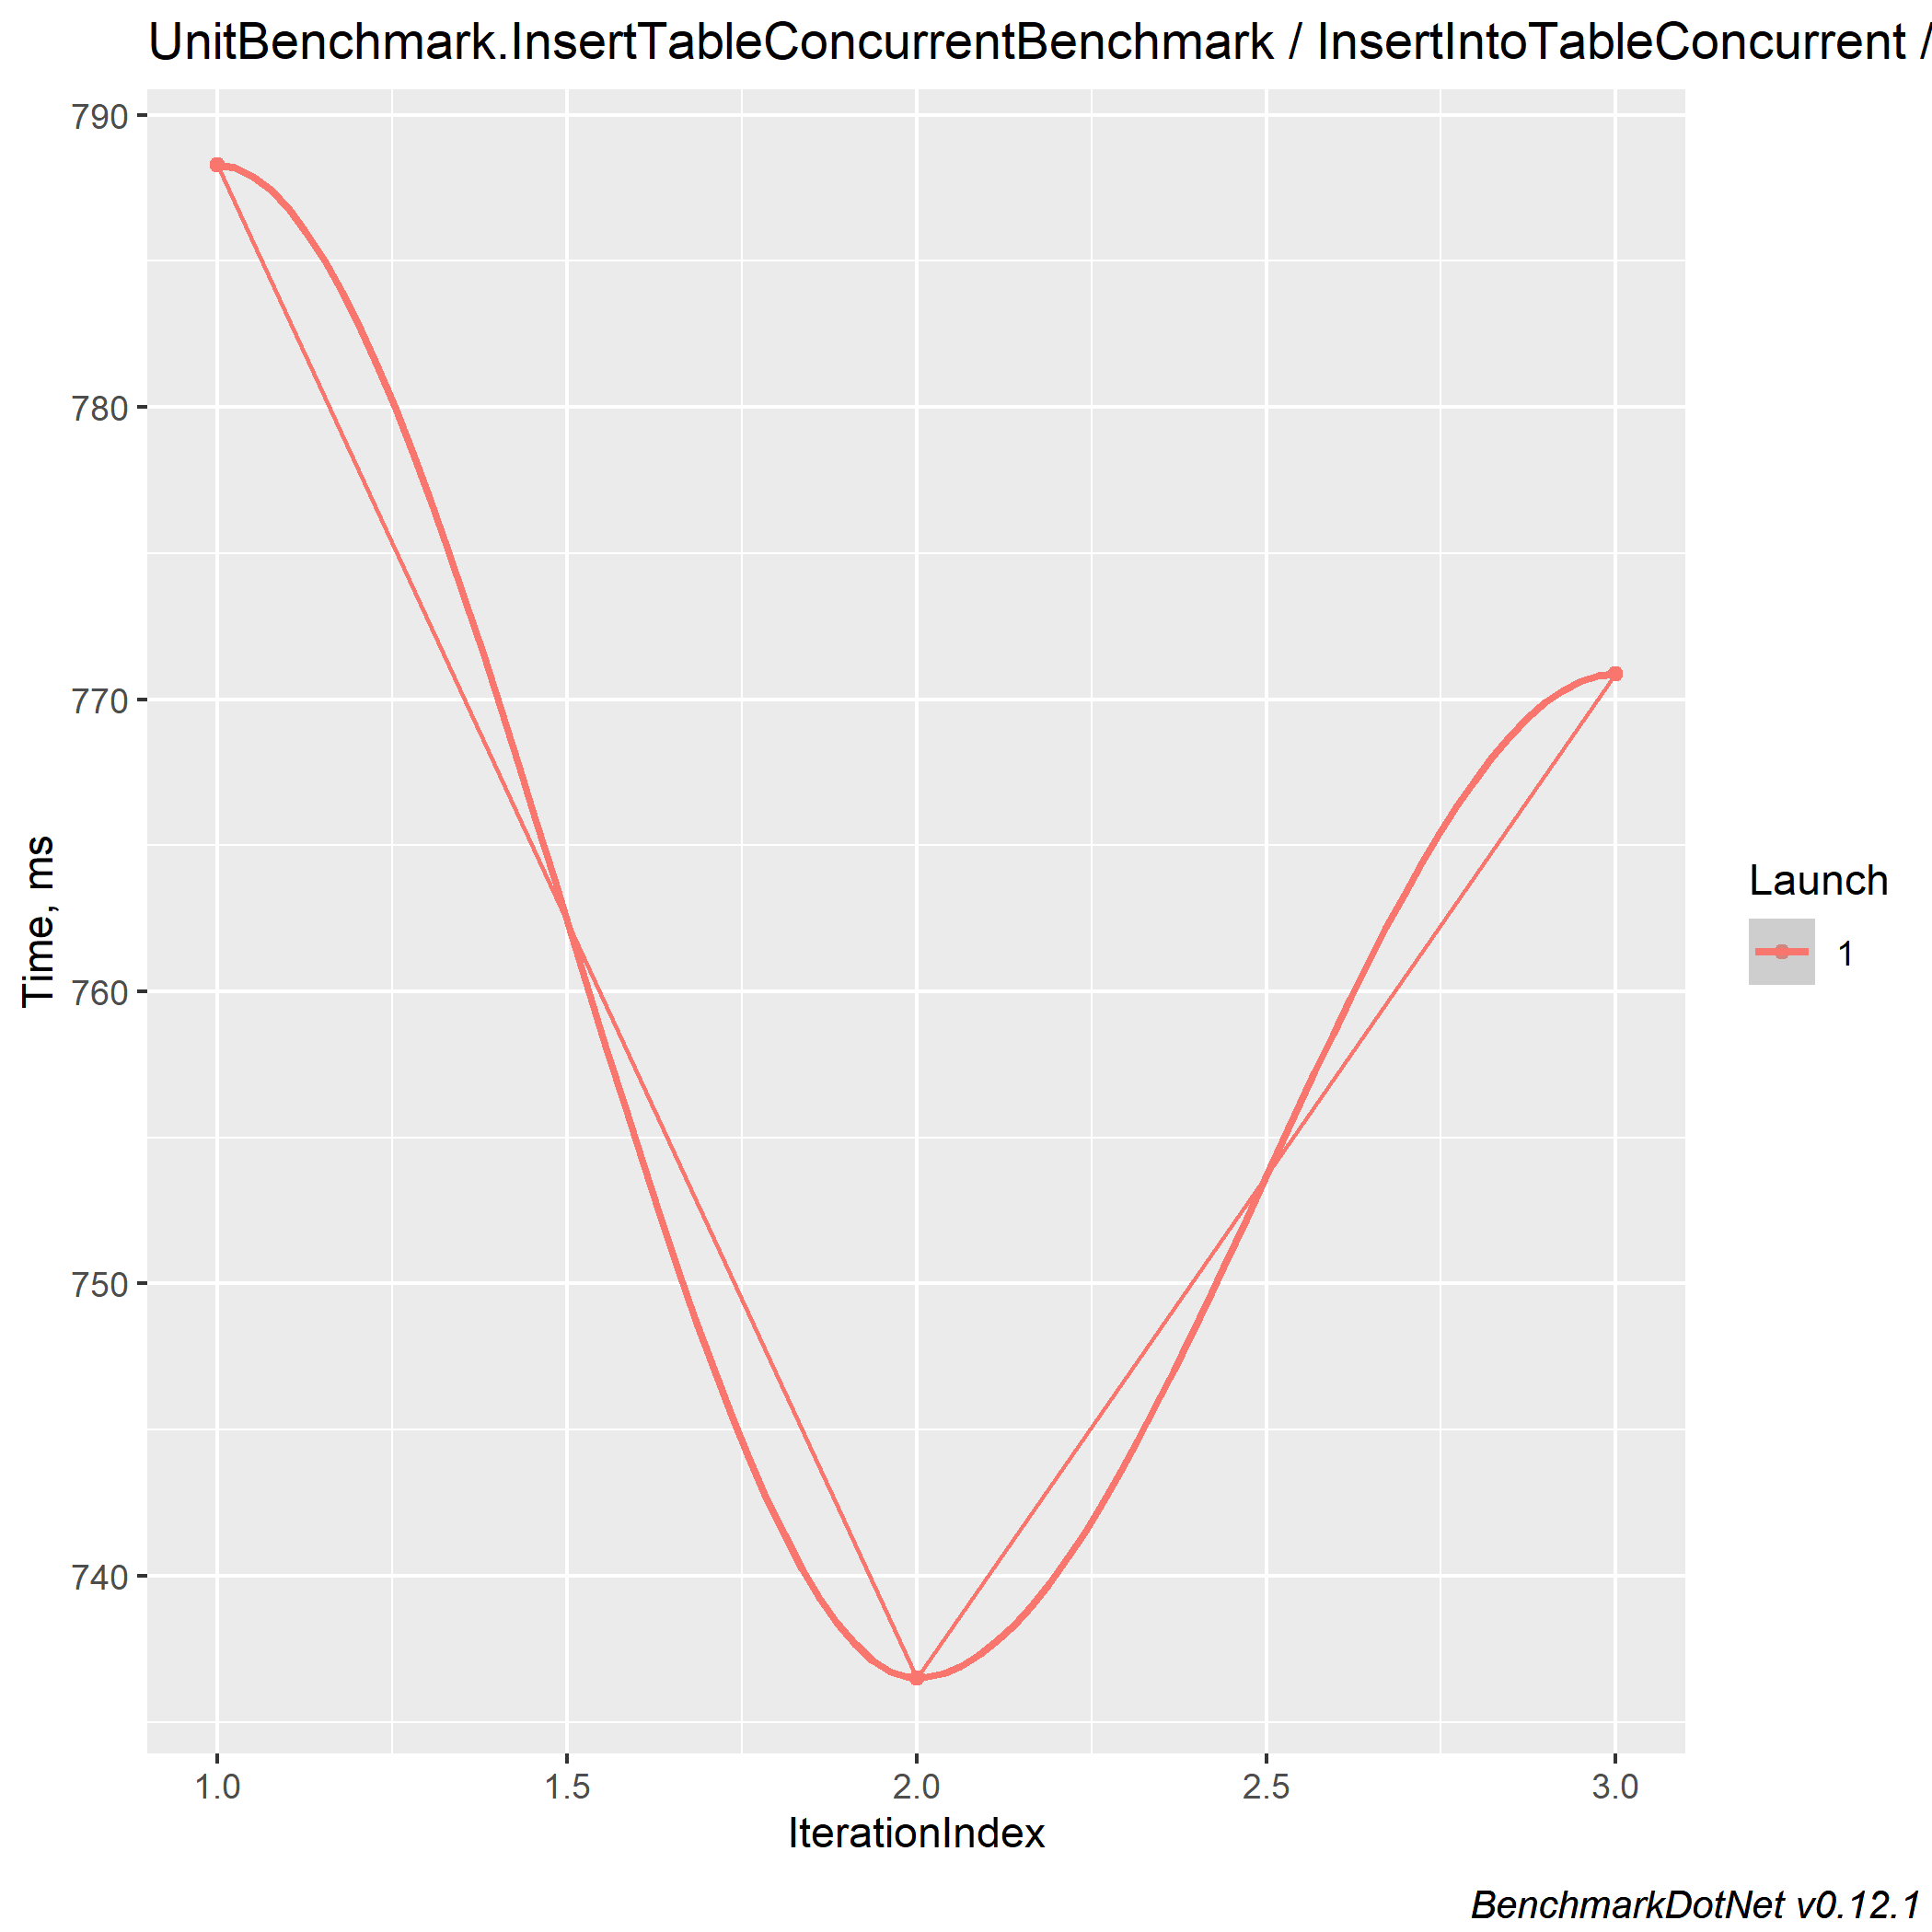 UnitBenchmark.InsertTableConcurrentBenchmark / InsertIntoTableConcurrent /
790
780
770
760
750
740
Time, ms
1.0 1.5 2.0 2.5 3.0
IterationIndex
Launch
1
BenchmarkDotNet v0.12.1